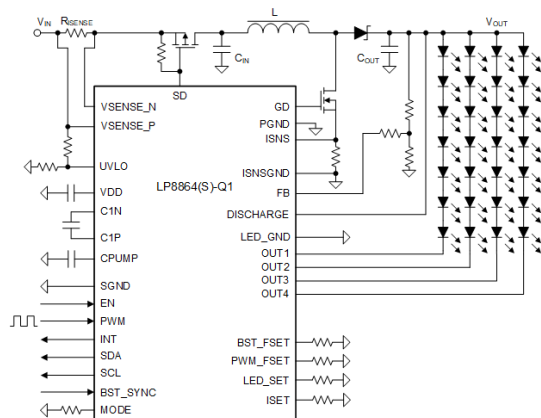 VIN RISENSE L VOUT
CIN COUT
SD
VSENSE_N GD
VSENSE_P PGND
ISNS
UVLO ISNSGND
LP8864(S)-Q1
VDD FB
C1N DISCHARGE
C1P LED_GND
CPUMP OUT1
OUT2
SGND OUT3
EN OUT4
PWM
INT BST_FSET
SDA PWM_FSET
SCL LED_SET
BST_SYNC ISET
MODE